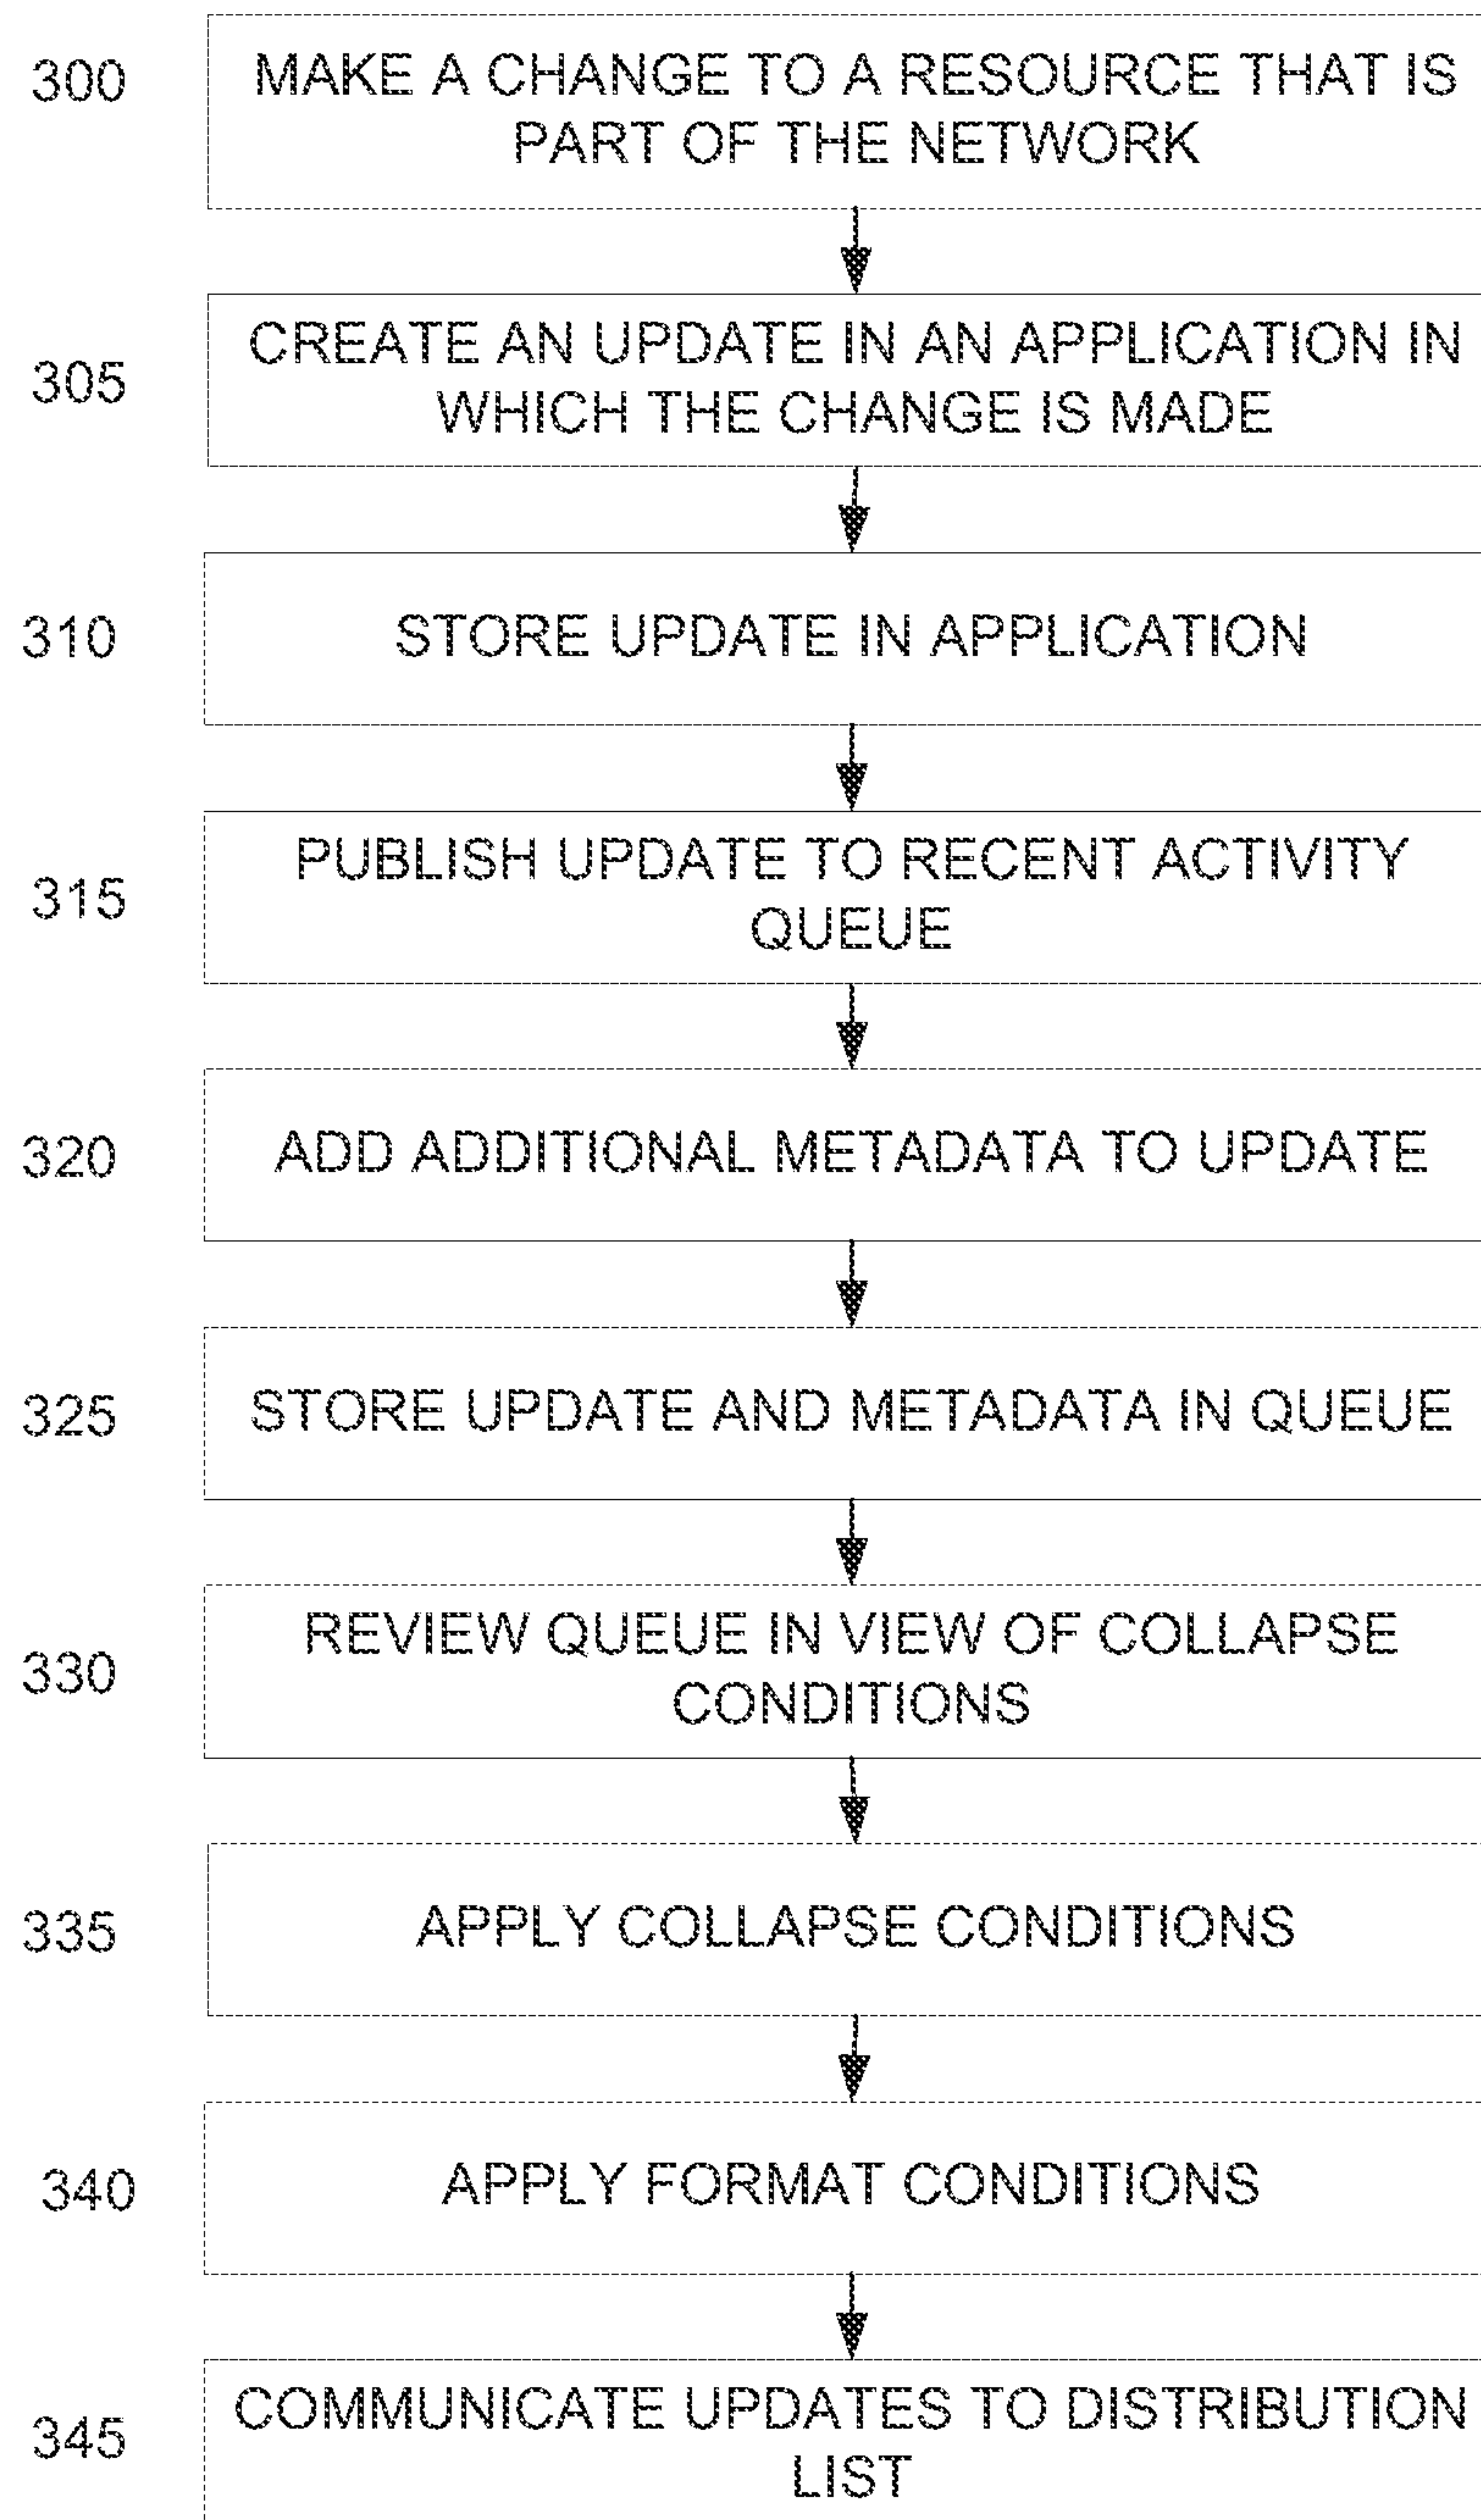 300
MAKE A CHANGE TO A RESOURCE THAT IS
PART OF THE NETWORK
305
CREATE AN UPDATE IN AN APPLICATION IN
WHICH THE CHANGE IS MADE
310
STORE UPDATE IN APPLICATION
315
PUBLISH UPDATE TO RECENT ACTIVITY
QUEUE
320
ADD ADDITIONAL METADATA TO UPDATE
325
STORE UPDATE AND METADATA IN QUEUE
330
REVIEW QUEUE IN VIEW OF COLLAPSE
CONDITIONS
335
APPLY COLLAPSE CONDITIONS
340
APPLY FORMAT CONDITIONS
345
COMMUNICATE UPDATES TO DISTRIBUTION
LIST